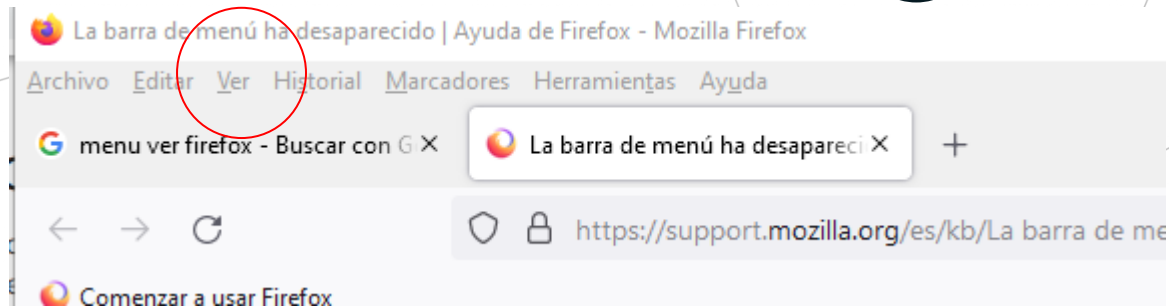 La barra de menú ha desaparecido | Ayuda de Firefox - Mozilla Firefox
Archivo Editar Ver Historial Marcadores Herramientas Ayuda
menu ver firefox - Buscar con G La barra de menú ha desapareci
https://support.mozilla.org/es/kb/La barra de me
Comenzar a usar Firefox